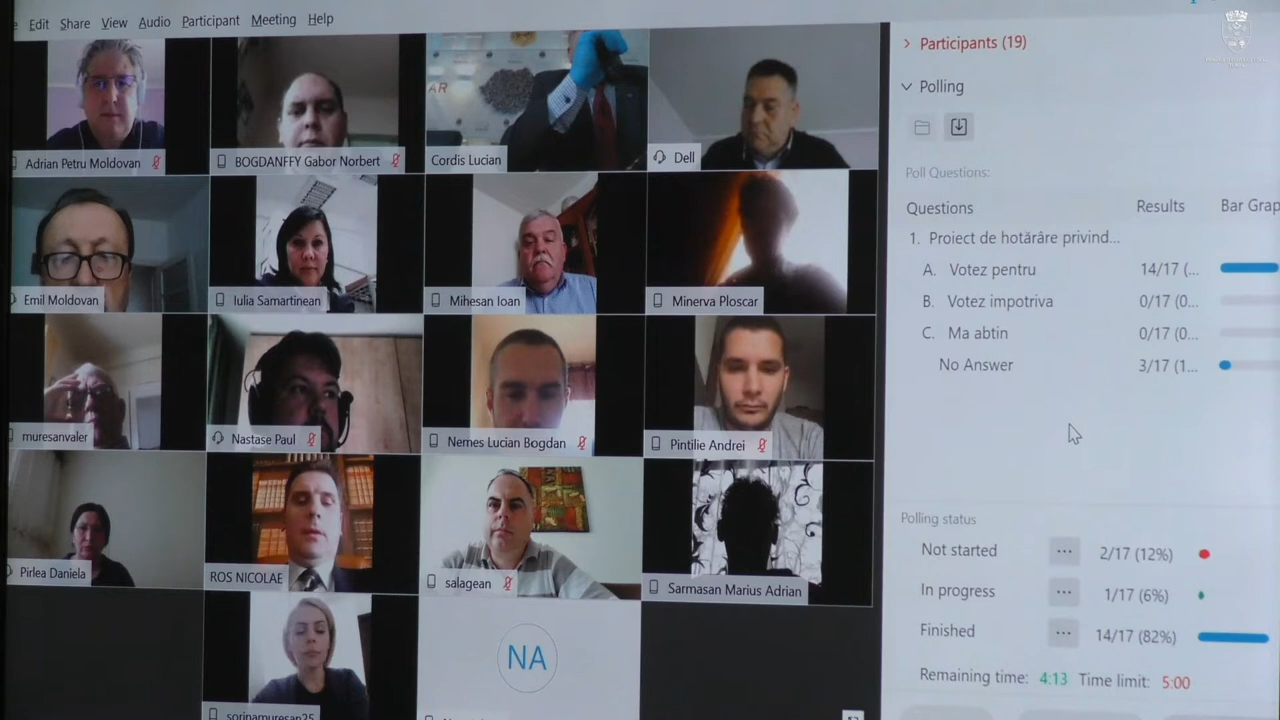 Edit Share View Audio Participant Meeting Help
Participants (19)
Polling
Adrian Petru Moldovan
BOGDANFFY Gabor Norbert
Cordis Lucian
Dell
AR
Poll Questions:
Questions Results Bar Grap
1. Proiect de hotărâre privind...
A. Votez pentru 14/17 (...
B. Votez impotriva 0/17 (0...
C. Ma abtin 0/17 (0...
No Answer 3/17 (1...
Emil Moldovan
Iulia Samartinean
Mihesan Ioan
Minerva Ploscar
muresanvaler
Nastase Paul
Nemes Lucian Bogdan
Pintilie Andrei
Pirlea Daniela
ROS NICOLAE
salagean
Sarmasan Marius Adrian
Polling status
Not started ... 2/17 (12%)
In progress ... 1/17 (6%)
Finished ... 14/17 (82%)
Remaining time: 4:13 Time limit: 5:00
NA
sorinamuresan25